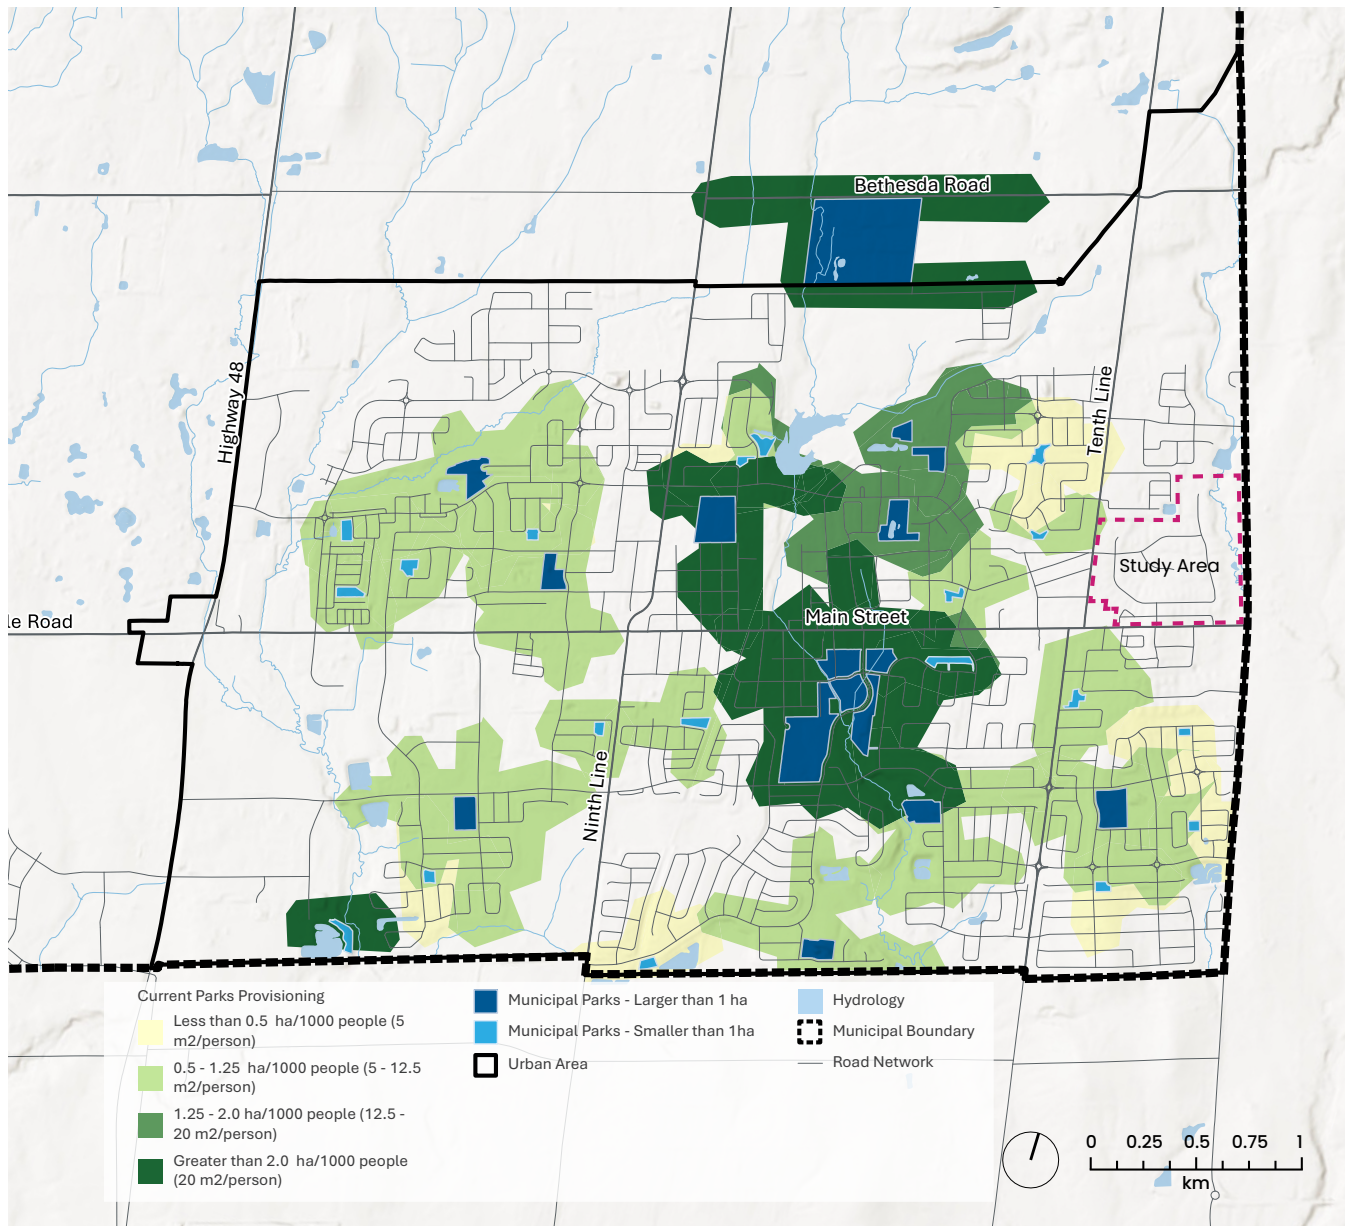 Bethesda Road
Highway 48
Tenth Line
Study Area
le Road
Main Street
Ninth Line
Current Parks Provisioning
Less than 0.5 ha/1000 people (5
m2/person)
0.5 - 1.25 ha/1000 people (5 - 12.5
m2/person)
1.25 - 2.0 ha/1000 people (12.5 -
20 m2/person)
Greater than 2.0 ha/1000 people
(20 m2/person)
Municipal Parks - Larger than 1 ha
Municipal Parks - Smaller than 1ha
Urban Area
Hydrology
Municipal Boundary
Road Network
0 0.25 0.5 0.75 1
km